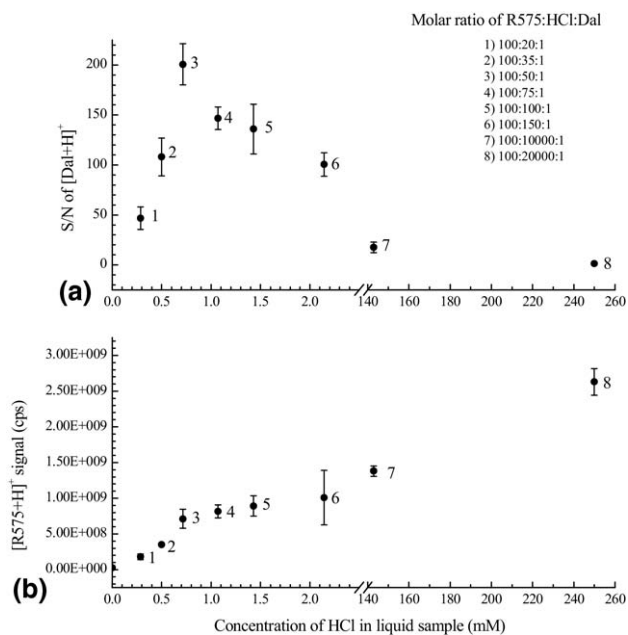 Molar ratio of R575:HCl:Dal
1) 100:20:1
2) 100:35:1
3) 100:50:1
4) 100:75:1
5) 100:100:1
6) 100:150:1
7) 100:10000:1
8) 100:20000:1
S/N of [Dal+H]⁺
200
150
100
50
0
1
2
3
4
5
6
7
8
(a)
0.0 0.5 1.0 1.5 2.0 140 160 180 200 220 240 260
[R575+H]⁺ signal (cps)
3.00E+009
2.50E+009
2.00E+009
1.50E+009
1.00E+009
5.00E+008
0.00E+000
1
2
3
4
5
6
7
8
(b)
0.0 0.5 1.0 1.5 2.0 140 160 180 200 220 240 260
Concentration of HCl in liquid sample (mM)